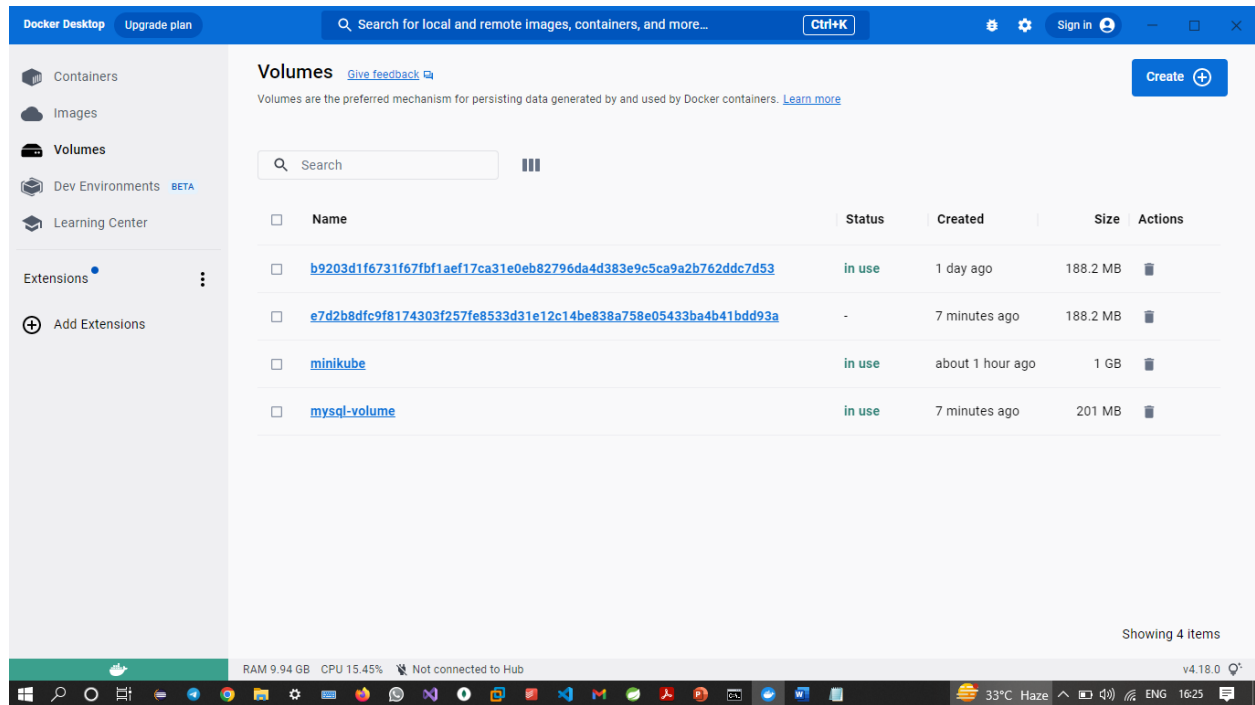 Docker Desktop Upgrade plan Search for local and remote images, containers, and more... Ctrl+K Sign in
Containers
Images
Volumes
Dev Environments BETA
Learning Center
Extensions
Add Extensions
Volumes Give feedback
Create
Volumes are the preferred mechanism for persisting data generated by and used by Docker containers. Learn more
Search
Name Status Created Size Actions
b9203d1f6731f67fbf1aef17ca31e0eb82796da4d383e9c5ca9a2b762ddc7d53 in use 1 day ago 188.2 MB
e7d2b8dfc9f8174303f257fe8533d31e12c14be838a758e05433ba4b41bdd93a - 7 minutes ago 188.2 MB
minikube in use about 1 hour ago 1 GB
mysql-volume in use 7 minutes ago 201 MB
Showing 4 items
RAM 9.94 GB CPU 15.45% Not connected to Hub v4.18.0
33°C Haze ENG 16:25